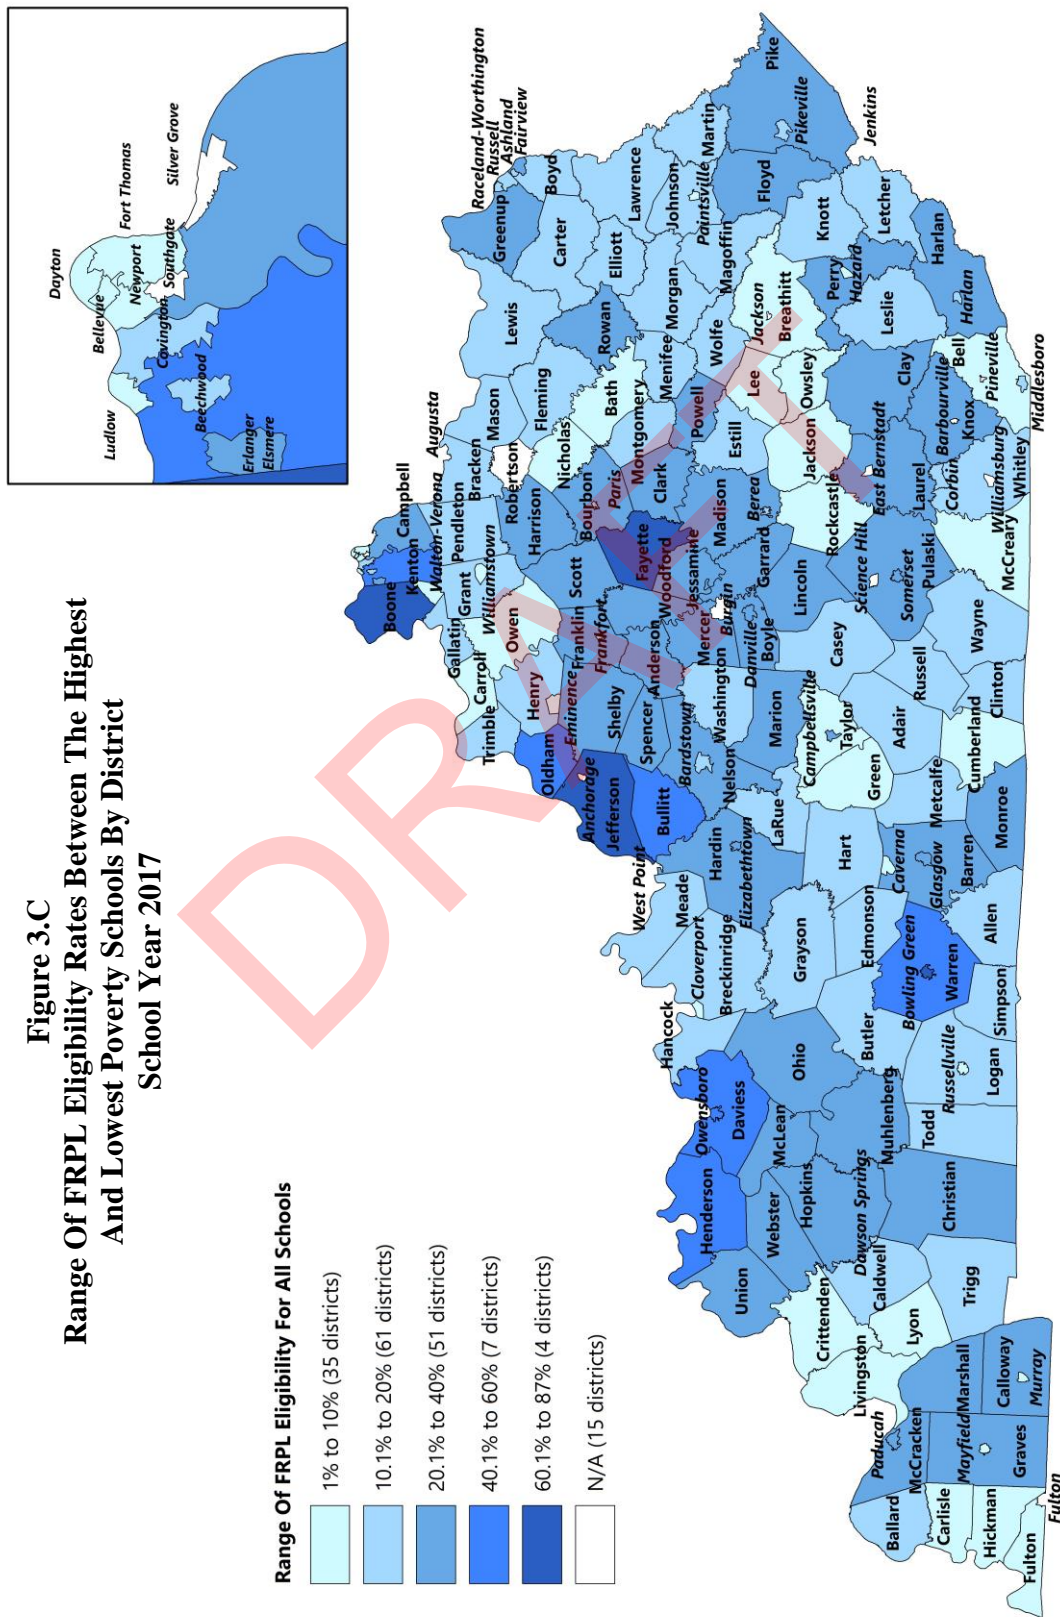 Figure 3.C
Range Of FRPL Eligibility Rates Between The Highest
And Lowest Poverty Schools By District
School Year 2017
Range Of FRPL Eligibility For All Schools
1% to 10% (35 districts)
10.1% to 20% (61 districts)
20.1% to 40% (51 districts)
40.1% to 60% (7 districts)
60.1% to 87% (4 districts)
N/A (15 districts)
Dayton
Fort Thomas
Bellevue
Newport
Silver Grove
Southgate
Ludlow
Covington
Beechwood
Erlanger
Elsmere
Raceland-Worthington
Russell
Ashland
Fairview
Greenup
Boyd
Carter
Lawrence
Lewis
Elliott
Johnson
Martin
Paintsville
Rowan
Morgan
Magoffin
Floyd
Pike
Pikeville
Jenkins
Mason
Fleming
Bath
Menifee
Wolfe
Jackson
Breathitt
Knott
Letcher
Perry
Hazard
Leslie
Harlan
Harlan
Augusta
Bracken
Robertson
Nicholas
Montgomery
Powell
Lee
Owsley
Clay
Bell
Pineville
Middlesboro
Campbell
Kenton
Boone
Walton-Verona
Pendleton
Grant
Williamstown
Harrison
Bourbon
Paris
Clark
Estill
Jackson
East Bernstadt
Laurel
Barbourville
Knox
Corbin
Williamsburg
Whitley
Gallatin
Carroll
Owen
Scott
Fayette
Woodford
Jessamine
Madison
Berea
Garrard
Rockcastle
Lincoln
Science Hill
Somerset
Pulaski
McCreary
Trimble
Henry
Eminence
Franklin
Frankfort
Anderson
Mercer
Burgin
Danville
Boyle
Casey
Wayne
Oldham
Shelby
Spencer
Washington
Marion
Campbellsville
Taylor
Russell
Adair
Clinton
Anchorage
Jefferson
Bullitt
Bardstown
Nelson
LaRue
Green
Metcalfe
Cumberland
West Point
Meade
Hardin
Elizabethtown
Hart
Caverna
Glasgow
Barren
Monroe
Cloverport
Breckinridge
Grayson
Edmonson
Bowling Green
Warren
Allen
Hancock
Ohio
Butler
Simpson
Owensboro
Daviess
McLean
Muhlenberg
Todd
Russellville
Logan
Henderson
Union
Webster
Hopkins
Dawson Springs
Christian
Crittenden
Caldwell
Trigg
Livingston
Lyon
Paducah
McCracken
Marshall
Calloway
Murray
Mayfield
Graves
Ballard
Carlisle
Hickman
Fulton
Fulton
DRAFT